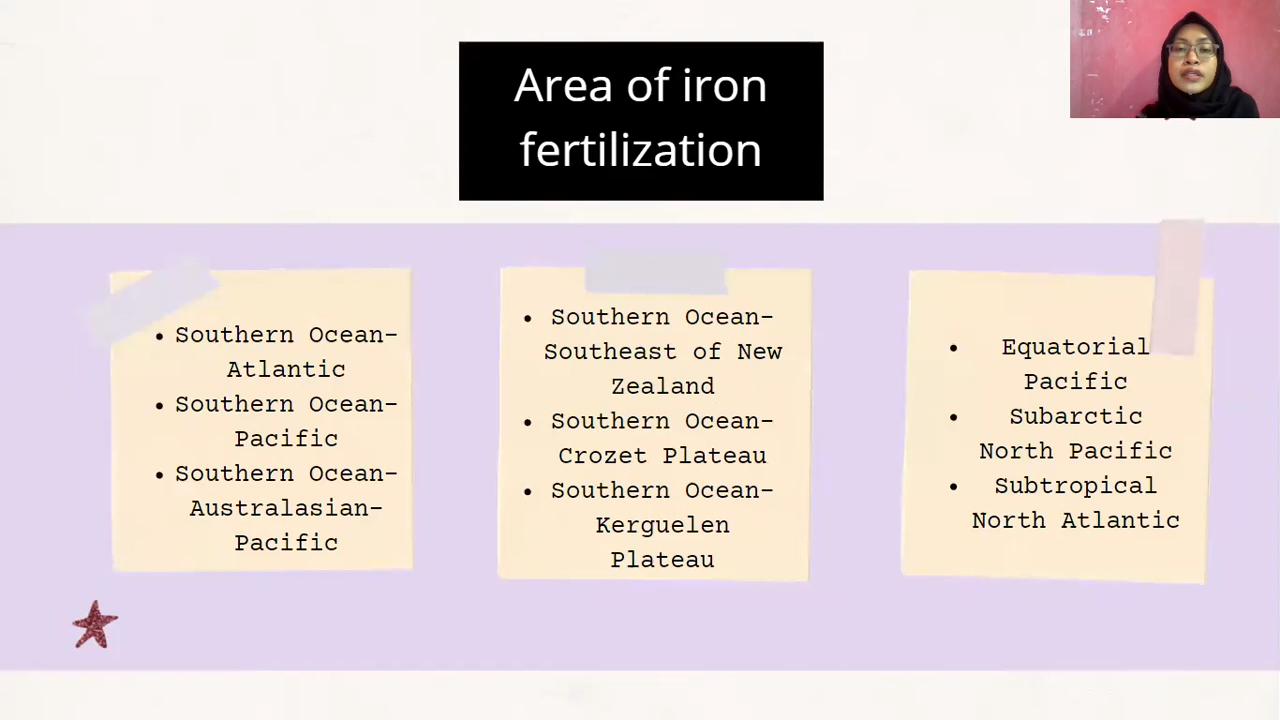 Area of iron
fertilization
• Southern Ocean-
Atlantic
• Southern Ocean-
Pacific
• Southern Ocean-
Australasian-
Pacific
• Southern Ocean-
Southeast of New
Zealand
• Southern Ocean-
Crozet Plateau
• Southern Ocean-
Kerguelen
Plateau
• Equatorial
Pacific
• Subarctic
North Pacific
• Subtropical
North Atlantic